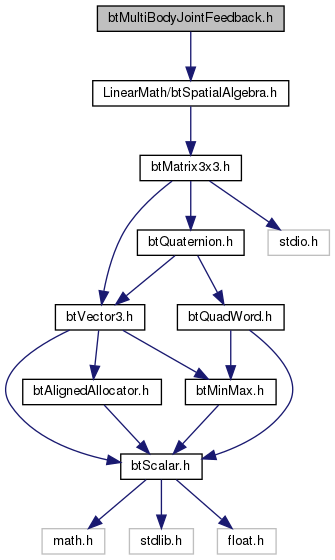 btMultiBodyJointFeedback.h
LinearMath/btSpatialAlgebra.h
btMatrix3x3.h
btQuaternion.h
stdio.h
btVector3.h
btQuadWord.h
btAlignedAllocator.h
btMinMax.h
btScalar.h
math.h
stdlib.h
float.h